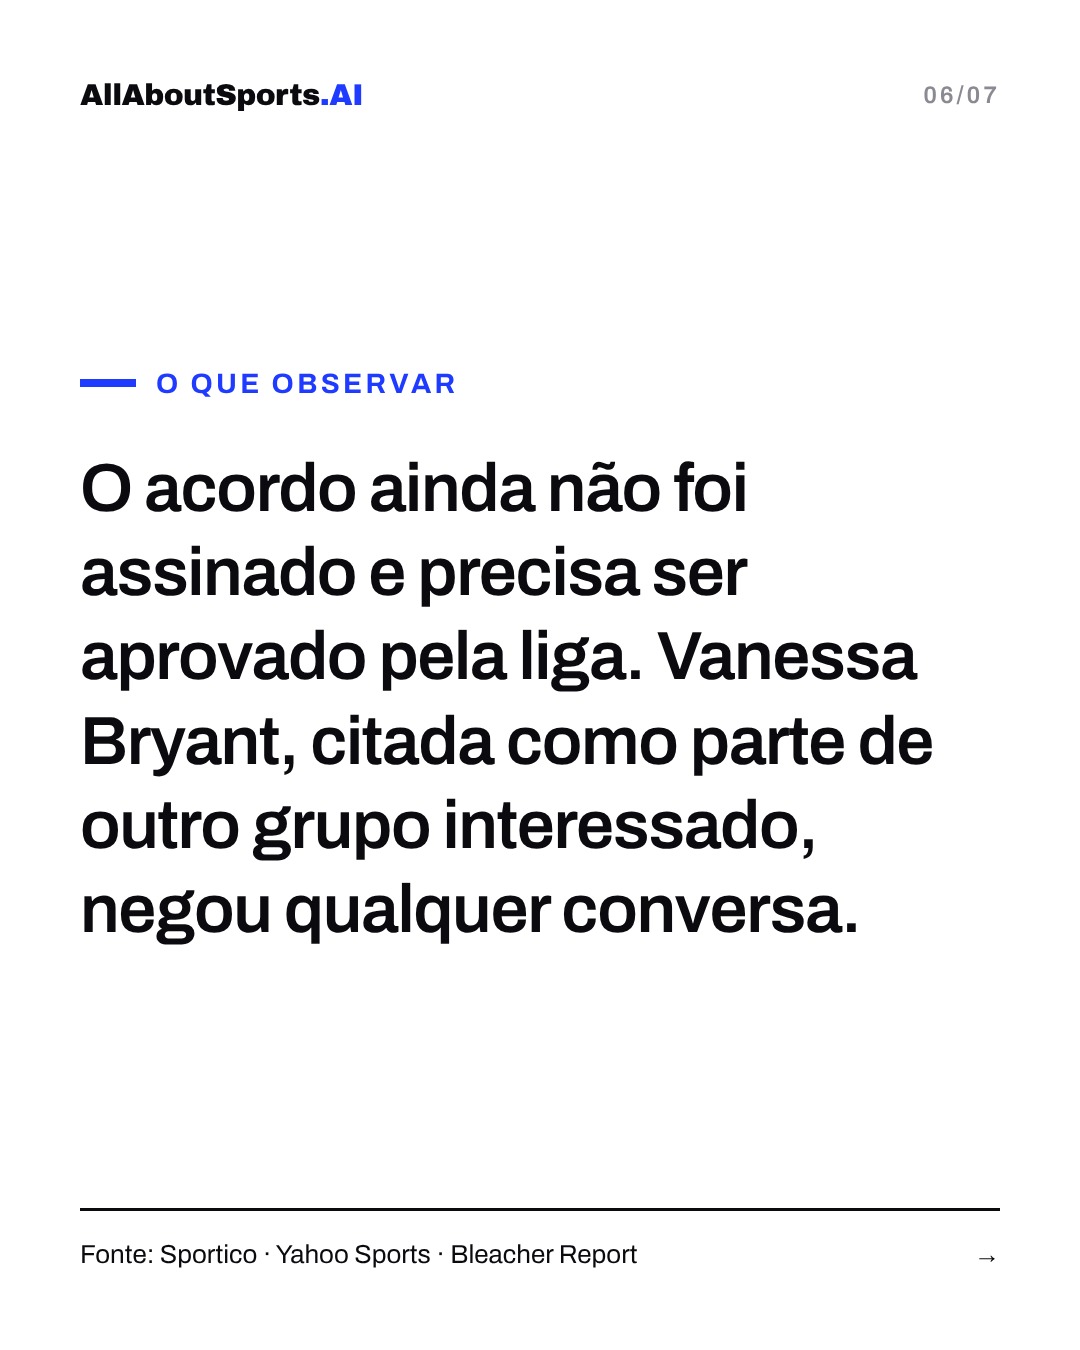 AllAboutSports.AI
06/07
O QUE OBSERVAR
O acordo ainda não foi
assinado e precisa ser
aprovado pela liga. Vanessa
Bryant, citada como parte de
outro grupo interessado,
negou qualquer conversa.
Fonte: Sportico · Yahoo Sports · Bleacher Report
→